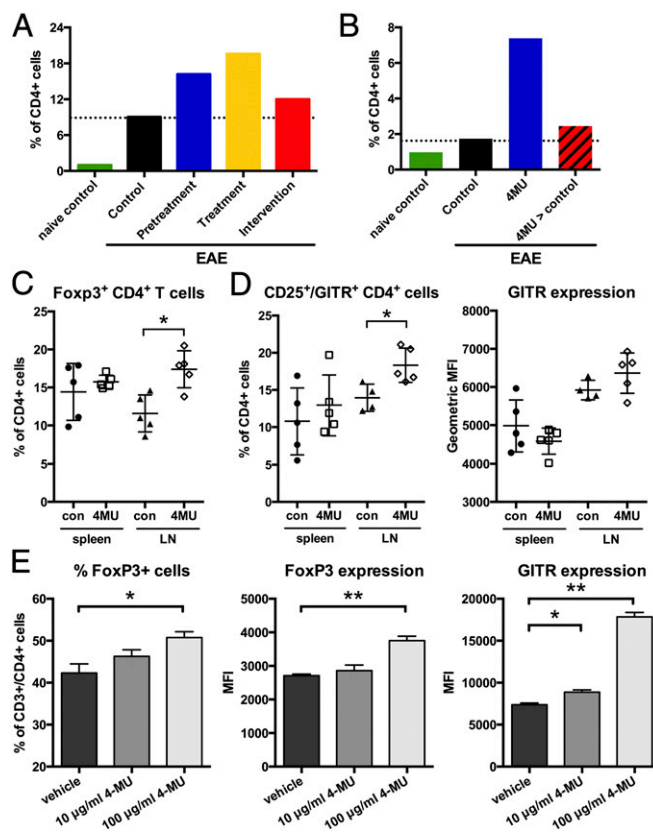 A
% of CD4+ cells
24
18
12
6
0
naive control
Control
Pretreatment
Treatment
Intervention
EAE
B
% of CD4+ cells
8
6
4
2
0
naive control
Control
4MU
4MU > control
EAE
C
Foxp3+ CD4+ T cells
% of CD4+ cells
25
20
15
10
5
0
*
con 4MU con 4MU
spleen LN
D
CD25+/GITR+ CD4+ cells
% of CD4+ cells
25
20
15
10
5
0
*
con 4MU con 4MU
spleen LN
GITR expression
Geometric MFI
8000
7000
6000
5000
4000
3000
con 4MU con 4MU
spleen LN
E
% FoxP3+ cells
% of CD3+/CD4+ cells
60
50
40
30
20
*
vehicle
10 µg/ml 4-MU
100 µg/ml 4-MU
FoxP3 expression
MFI
5000
4000
3000
2000
1000
0
**
vehicle
10 µg/ml 4-MU
100 µg/ml 4-MU
GITR expression
MFI
20000
15000
10000
5000
0
**
*
vehicle
10 µg/ml 4-MU
100 µg/ml 4-MU